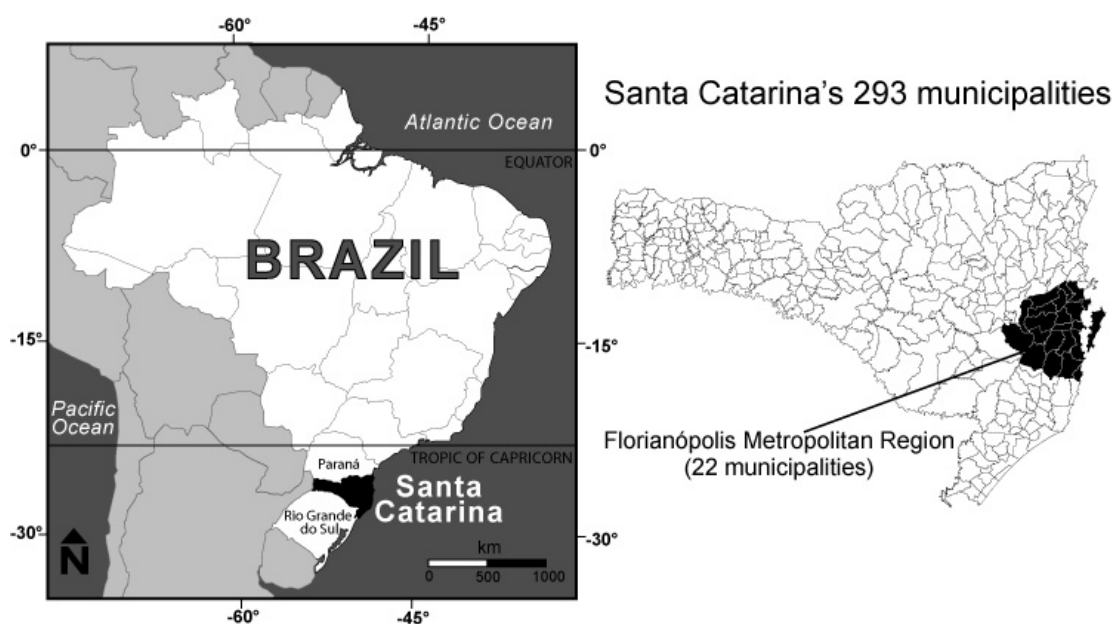 -60°
-45°
Santa Catarina's 293 municipalities
Atlantic Ocean
0°
EQUATOR
0°
BRAZIL
-15°
-15°
Pacific
Ocean
Florianópolis Metropolitan Region
(22 municipalities)
TROPIC OF CAPRICORN
Paraná
Santa
Catarina
Rio Grande
do Sul
-30°
N
km
0
500
1000
-30°
-60°
-45°